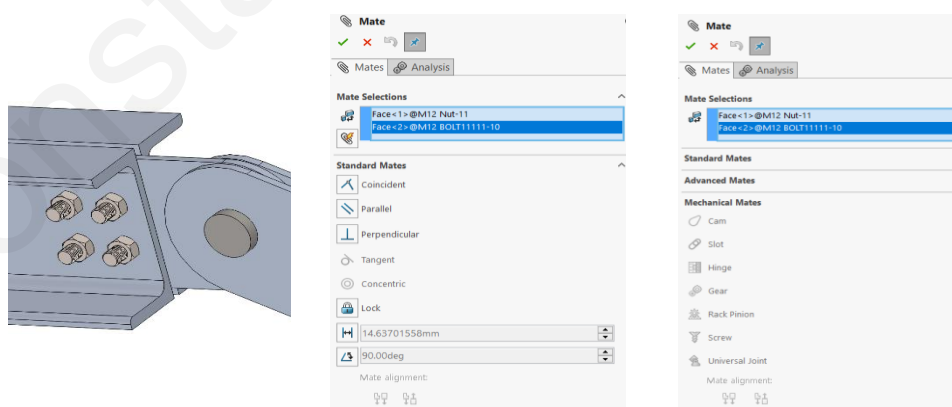 Mate
Mates Analysis
Mate Selections
Face<1>@M12 Nut-11
Face<2>@M12 BOLT11111-10
Standard Mates
Coincident
Parallel
Perpendicular
Tangent
Concentric
Lock
14.63701558mm
90.00deg
Mate alignment:
Mate
Mates Analysis
Mate Selections
Face<1>@M12 Nut-11
Face<2>@M12 BOLT11111-10
Standard Mates
Advanced Mates
Mechanical Mates
Cam
Slot
Hinge
Gear
Rack Pinion
Screw
Universal Joint
Mate alignment: